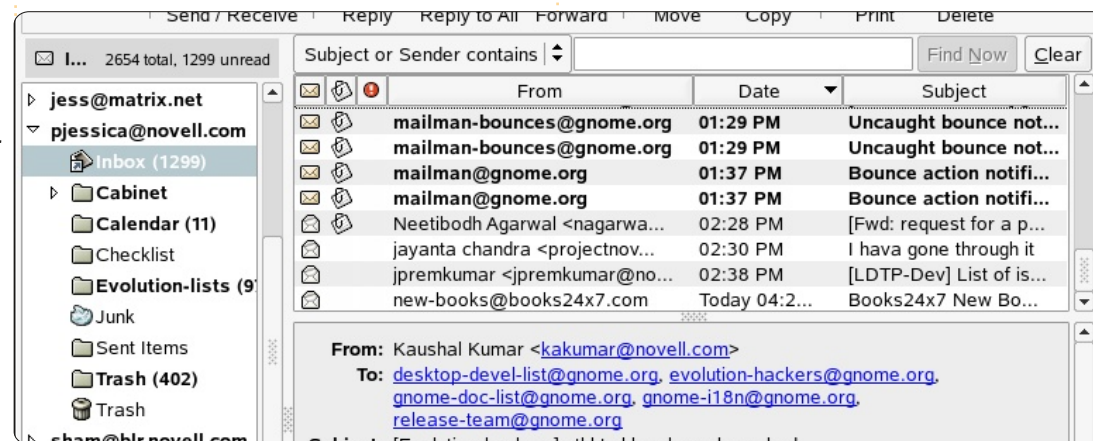 Send / Receive Reply Reply to All Forward Move Copy Print Delete
I... 2654 total, 1299 unread
Subject or Sender contains Find Now Clear
From Date Subject
jess@matrix.net
pjessica@novell.com
Inbox (1299)
Cabinet
Calendar (11)
Checklist
Evolution-lists (9
Junk
Sent Items
Trash (402)
Trash
sham@blr.novell.com
mailman-bounces@gnome.org 01:29 PM Uncaught bounce not...
mailman-bounces@gnome.org 01:29 PM Uncaught bounce not...
mailman@gnome.org 01:37 PM Bounce action notifi...
mailman@gnome.org 01:37 PM Bounce action notifi...
Neetibodh Agarwal <nagarwa... 02:28 PM [Fwd: request for a p...
jayanta chandra <projectnov... 02:30 PM I hava gone through it
jpremkumar <jpremkumar@no... 02:38 PM [LDTP-Dev] List of is...
new-books@books24x7.com Today 04:2... Books24x7 New Bo...
From: Kaushal Kumar <kakumar@novell.com>
To: desktop-devel-list@gnome.org, evolution-hackers@gnome.org,
gnome-doc-list@gnome.org, gnome-i18n@gnome.org,
release-team@gnome.org